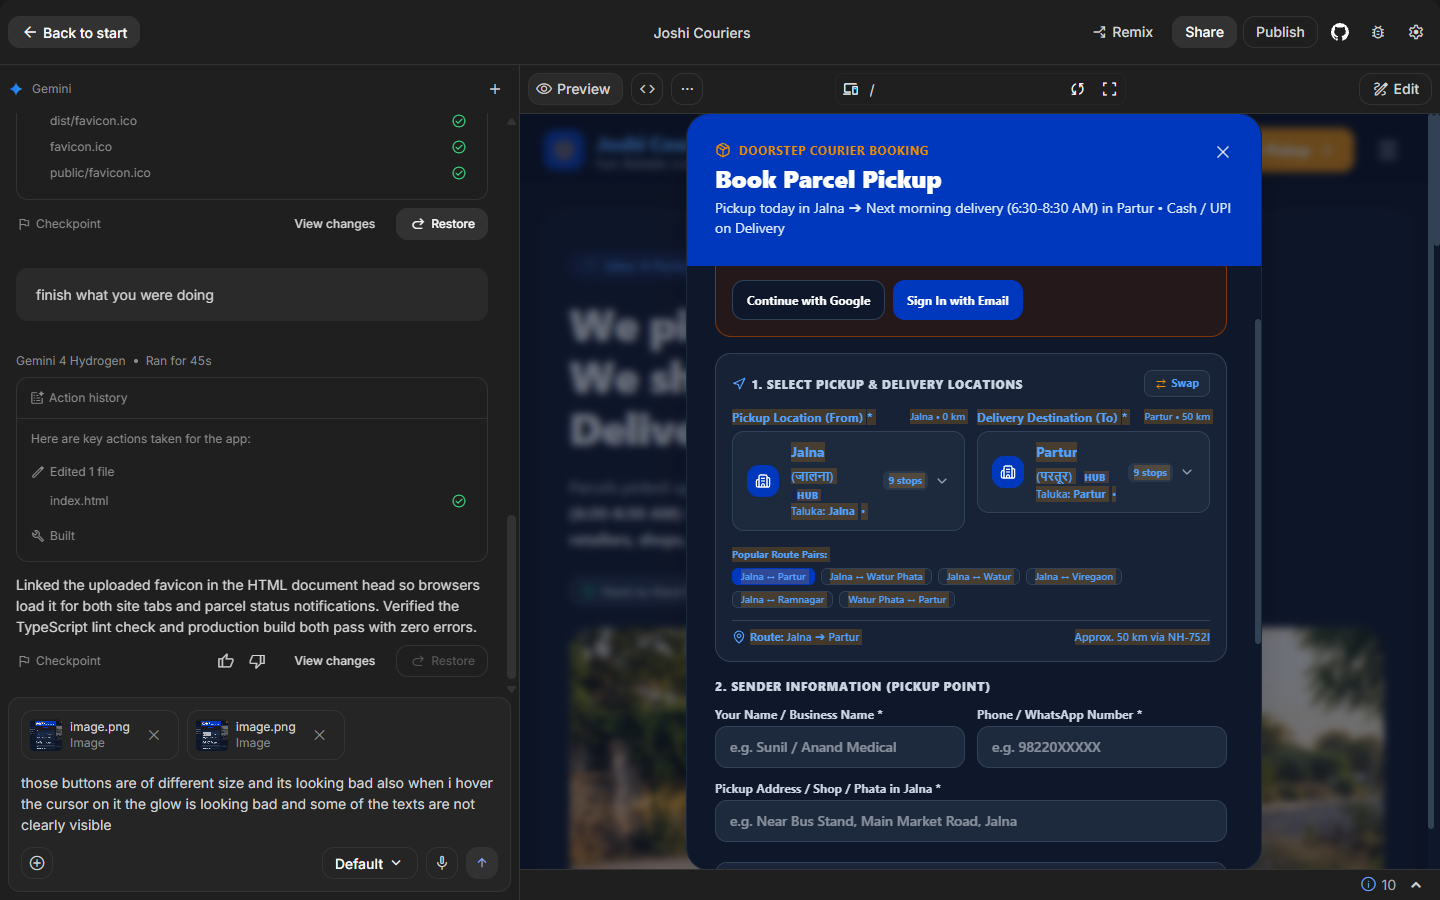 Back to start
Joshi Couriers
Remix
Share
Publish
Gemini
Preview
/
Edit
dist/favicon.ico
favicon.ico
public/favicon.ico
Checkpoint
View changes
Restore
finish what you were doing
Gemini 4 Hydrogen • Ran for 45s
Action history
Here are key actions taken for the app:
Edited 1 file
index.html
Built
Linked the uploaded favicon in the HTML document head so browsers
load it for both site tabs and parcel status notifications. Verified the
TypeScript lint check and production build both pass with zero errors.
Checkpoint
View changes
Restore
image.png
Image
image.png
Image
those buttons are of different size and its looking bad also when i hover
the cursor on it the glow is looking bad and some of the texts are not
clearly visible
Default
DOORSTEP COURIER BOOKING
Book Parcel Pickup
Pickup today in Jalna ➔ Next morning delivery (6:30-8:30 AM) in Partur • Cash / UPI
on Delivery
Continue with Google
Sign In with Email
1. SELECT PICKUP & DELIVERY LOCATIONS
Swap
Pickup Location (From) *
Jalna • 0 km
Delivery Destination (To) *
Partur • 50 km
Jalna
(जालना)
HUB
Taluka: Jalna •
9 stops
Partur
(परतूर) HUB
Taluka: Partur •
9 stops
Popular Route Pairs:
Jalna ↔ Partur
Jalna ↔ Watur Phata
Jalna ↔ Watur
Jalna ↔ Viregaon
Jalna ↔ Ramnagar
Watur Phata ↔ Partur
Route: Jalna ➔ Partur
Approx. 50 km via NH-752I
2. SENDER INFORMATION (PICKUP POINT)
Your Name / Business Name *
Phone / WhatsApp Number *
e.g. Sunil / Anand Medical
e.g. 98220XXXXX
Pickup Address / Shop / Phata in Jalna *
e.g. Near Bus Stand, Main Market Road, Jalna
We
We
Deliv
10